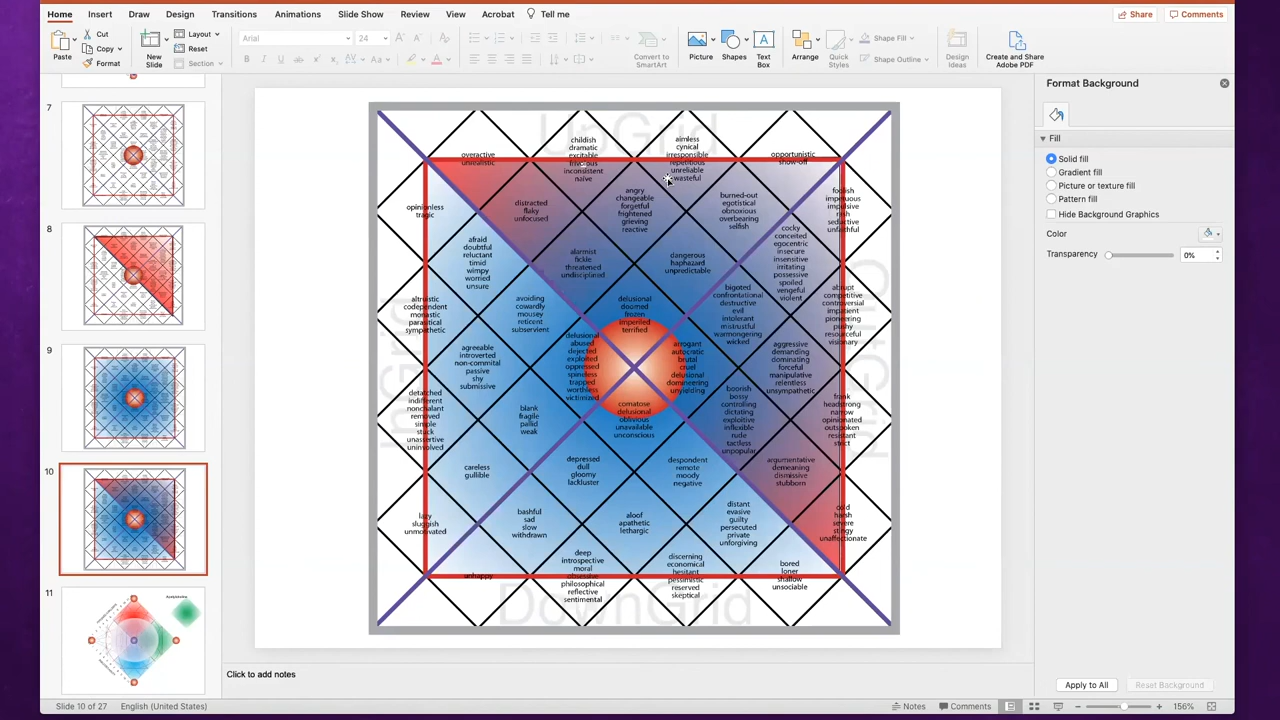 Home Insert Draw Design Transitions Animations Slide Show Review View Acrobat Tell me Share Comments
Paste
Cut
Copy
Format
New
Slide
Layout
Reset
Section
Arial 24
Convert to
SmartArt
Picture
Shapes
Text
Box
Arrange
Quick
Styles
Shape Fill
Shape Outline
Design
Ideas
Create and Share
Adobe PDF
7
8
9
10
11
UpGrid
overactive
unrealistic
childish
dramatic
excitable
frivolous
inconsistent
naive
aimless
cynical
irresponsible
repetitious
unreliable
wasteful
opportunistic
show-off
opinionless
tragic
distracted
flaky
unfocused
angry
changeable
forgetful
frightened
grieving
reactive
burned-out
egotistical
obnoxious
overbearing
selfish
foolish
impetuous
impulsive
rash
seductive
unfaithful
afraid
doubtful
reluctant
timid
wimpy
worried
unsure
alarmist
fickle
threatened
undisciplined
dangerous
haphazard
unpredictable
cocky
conceited
egocentric
insecure
insensitive
irritating
possessive
spoiled
vengeful
violent
altruistic
codependent
monastic
parasitical
sympathetic
avoiding
cowardly
mousey
reticent
subservient
delusional
doomed
frozen
imperiled
terrified
bigoted
confrontational
destructive
evil
intolerant
mistrustful
warmongering
wicked
abrupt
competitive
controversial
impatient
pioneering
pushy
resourceful
visionary
agreeable
introverted
non-commital
passive
shy
submissive
delusional
abused
dejected
exploited
oppressed
spineless
trapped
worthless
victimized
arrogant
autocratic
brutal
cruel
delusional
domineering
unyielding
aggressive
demanding
dominating
forceful
manipulative
relentless
unsympathetic
detached
indifferent
nonchalant
removed
simple
stuck
unassertive
uninvolved
blank
fragile
pallid
weak
comatose
delusional
oblivious
unavailable
unconscious
boorish
bossy
controlling
dictating
exploitive
inflexible
rude
tactless
unpopular
frank
headstrong
narrow
opinionated
outspoken
resistant
strict
careless
gullible
depressed
dull
gloomy
lackluster
despondent
remote
moody
negative
argumentative
demeaning
dismissive
stubborn
lazy
sluggish
unmotivated
bashful
sad
slow
withdrawn
aloof
apathetic
lethargic
distant
evasive
guilty
persecuted
private
unforgiving
cold
harsh
severe
stingy
unaffectionate
unhappy
deep
introspective
moral
obsessive
philosophical
reflective
sentimental
discerning
economical
hesitant
pessimistic
reserved
skeptical
bored
loner
shallow
unsociable
DownGrid
InGrid
OutGrid
Format Background
Fill
Solid fill
Gradient fill
Picture or texture fill
Pattern fill
Hide Background Graphics
Color
Transparency 0%
Apply to All
Reset Background
Click to add notes
Slide 10 of 27 English (United States) Notes Comments 156%